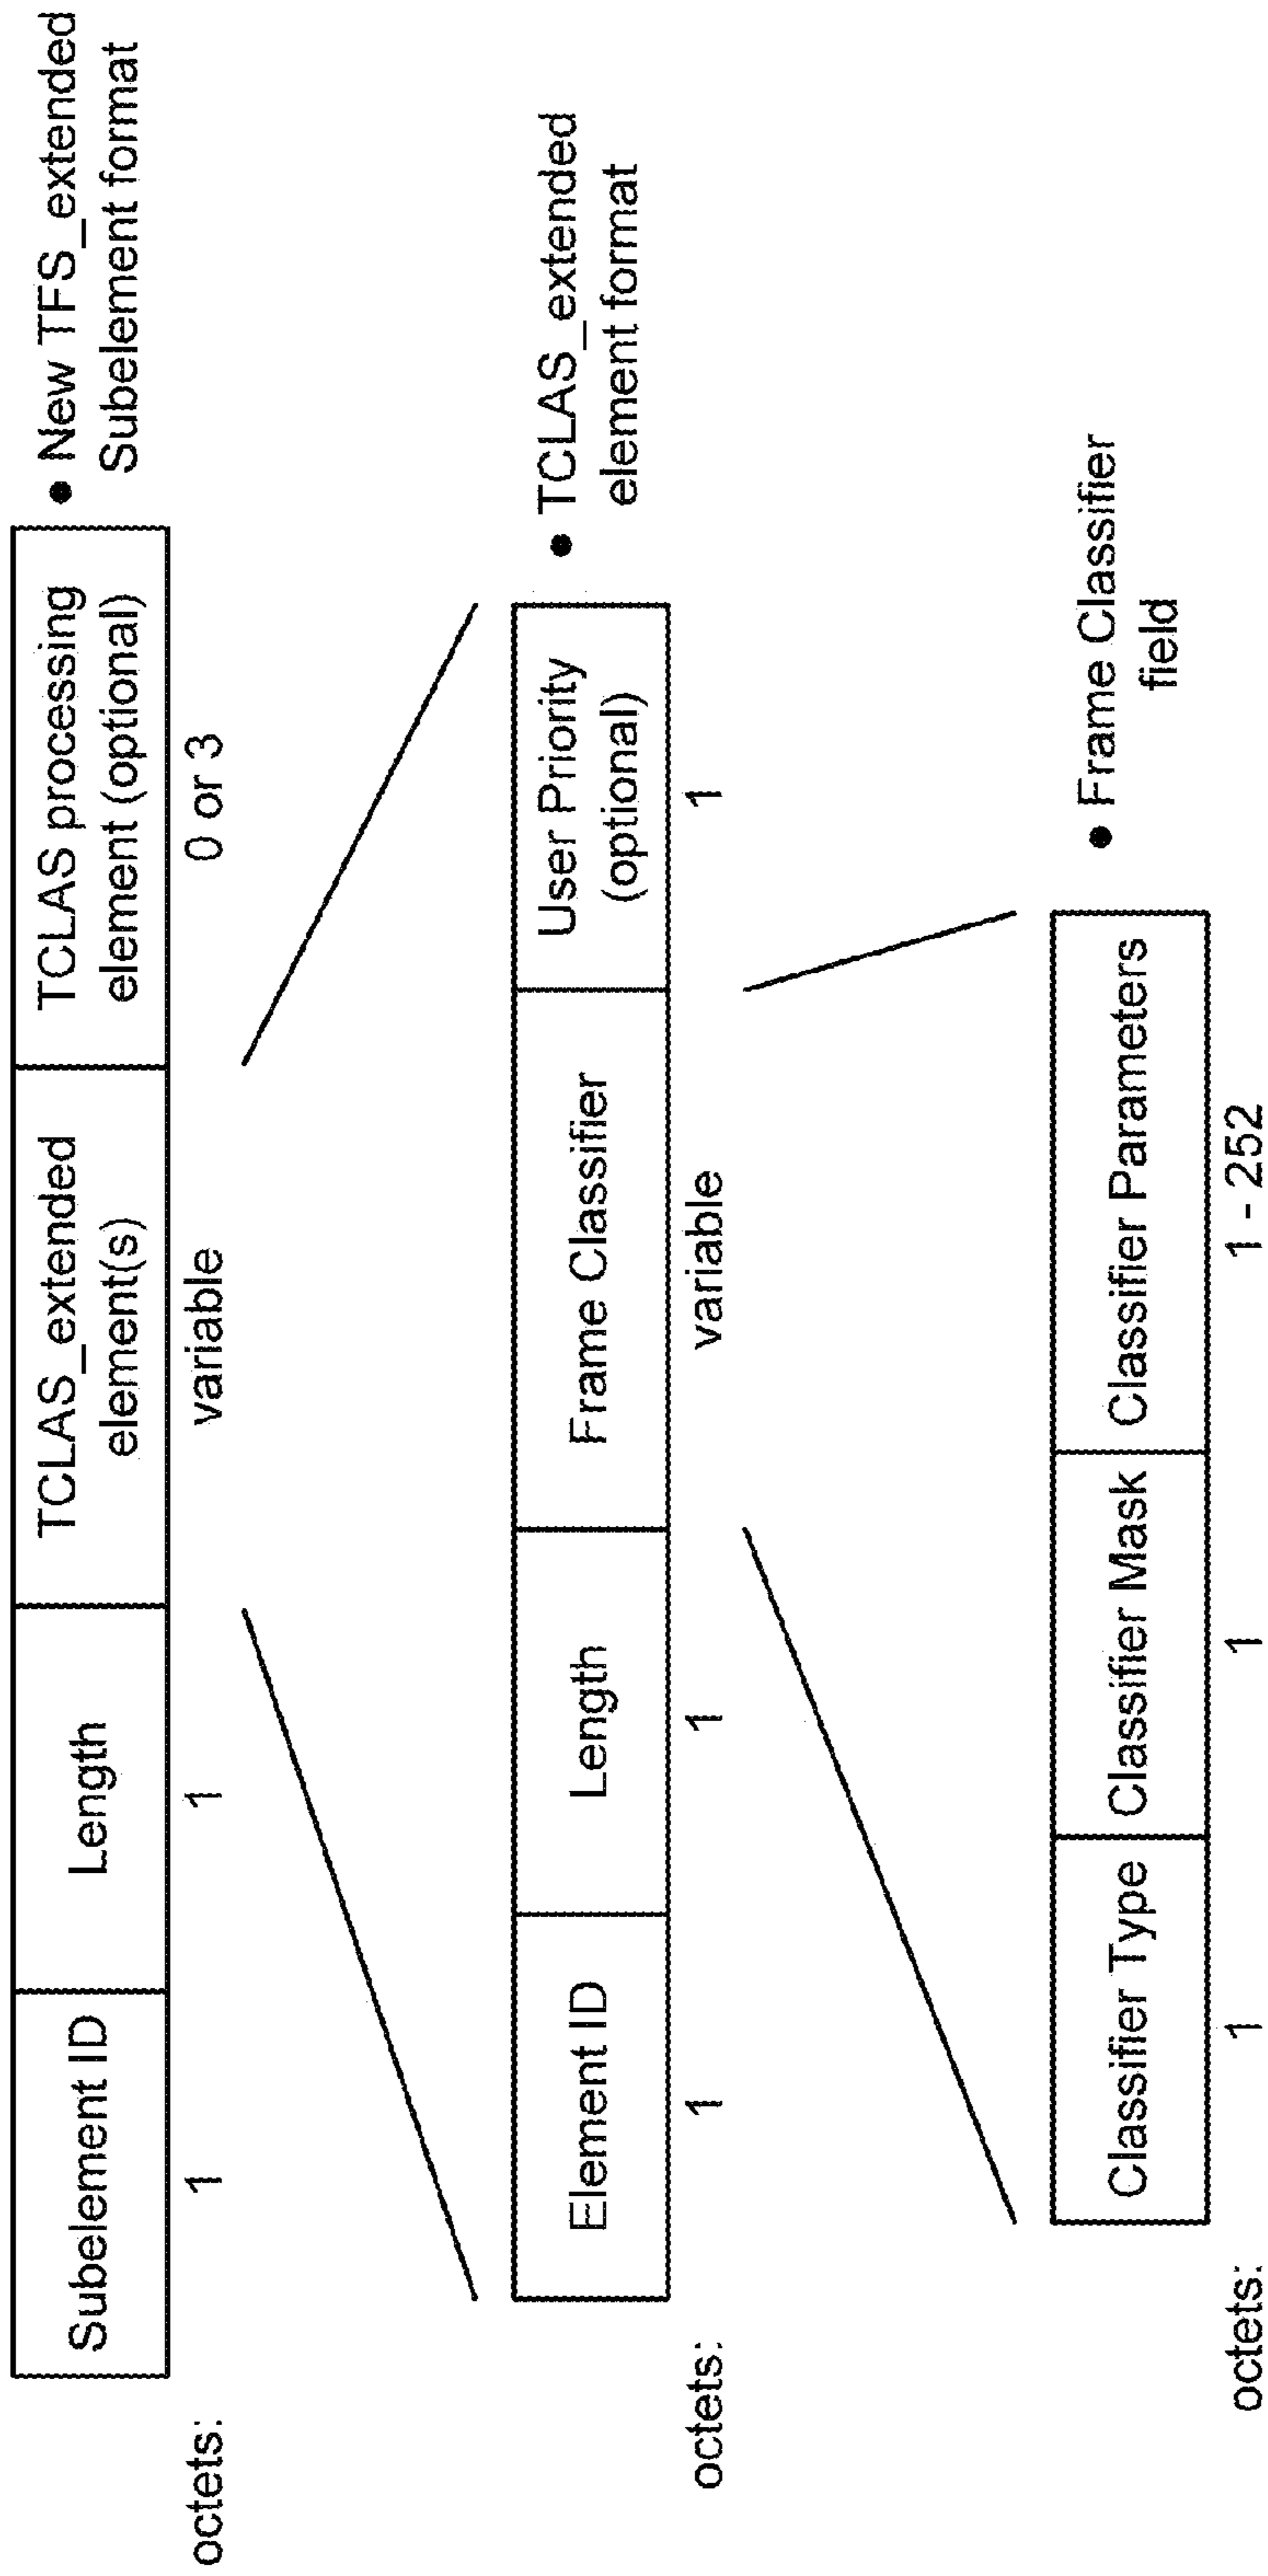 Subelement ID
Length
TCLAS_extended
element(s)
TCLAS processing
element (optional)
• New TFS_extended
Subelement format
octets:
1
1
variable
0 or 3
Element ID
Length
Frame Classifier
User Priority
(optional)
• TCLAS_extended
element format
octets:
1
1
variable
1
Classifier Type
Classifier Mask
Classifier Parameters
• Frame Classifier
field
octets:
1
1
1 - 252